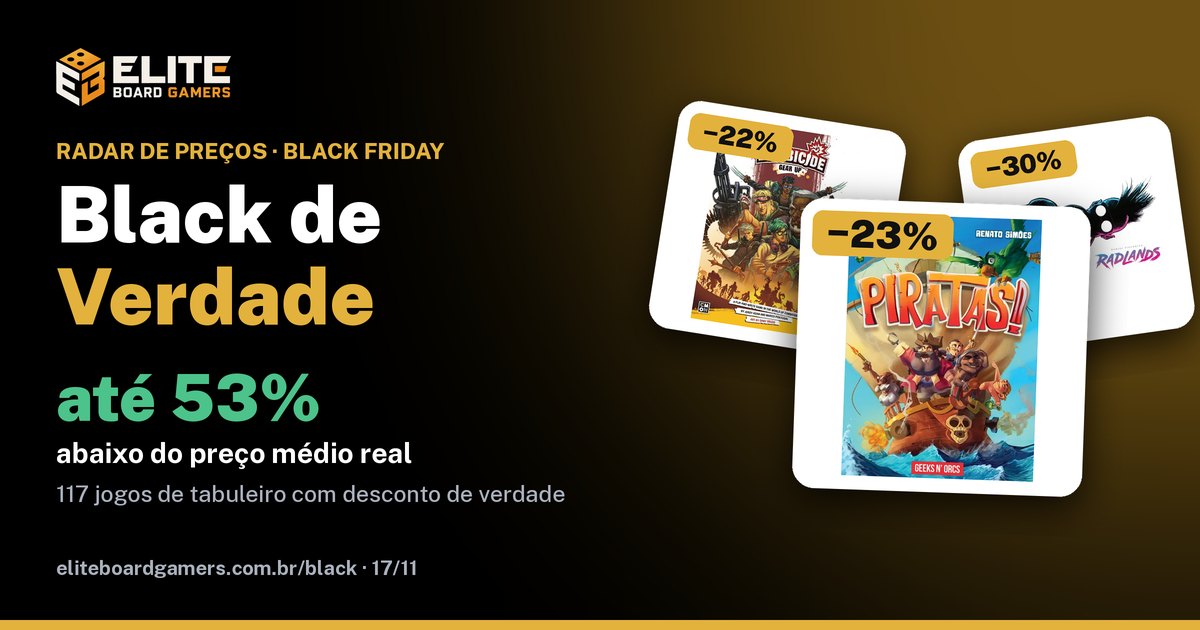 ELITE
BOARD GAMERS
RADAR DE PREÇOS · BLACK FRIDAY
Black de
Verdade
até 53%
abaixo do preço médio real
117 jogos de tabuleiro com desconto de verdade
eliteboardgamers.com.br/black · 17/11
−22%
GEAR UP
−23%
RENATO SIMÕES
PIRATAS!
GEEKS N' ORCS
−30%
RADLANDS